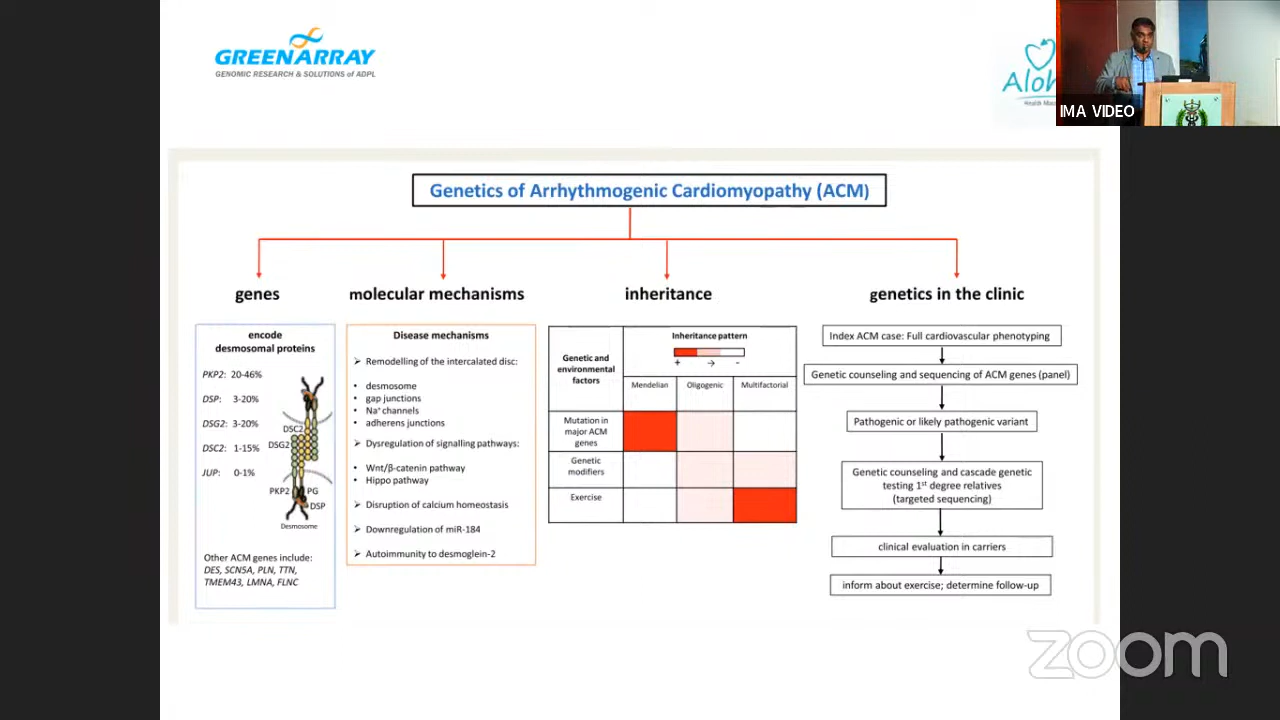 GREENARRAY
GENOMIC RESEARCH & SOLUTIONS of ADPL
IMA VIDEO
Genetics of Arrhythmogenic Cardiomyopathy (ACM)
genes
molecular mechanisms
inheritance
genetics in the clinic
encode
desmosomal proteins
PKP2: 20-46%
DSP: 3-20%
DSG2: 3-20%
DSC2: 1-15%
JUP: 0-1%
DSC2
DSG2
PKP2
PG
DSP
Desmosome
Other ACM genes include:
DES, SCN5A, PLN, TTN,
TMEM43, LMNA, FLNC
Disease mechanisms
➢ Remodelling of the intercalated disc:
• desmosome
• gap junctions
• Na⁺ channels
• adherens junctions
➢ Dysregulation of signalling pathways:
• Wnt/β-catenin pathway
• Hippo pathway
➢ Disruption of calcium homeostasis
➢ Downregulation of miR-184
➢ Autoimmunity to desmoglein-2
Genetic and
environmental
factors
Inheritance pattern
+ → -
Mendelian
Oligogenic
Multifactorial
Mutation in
major ACM
genes
Genetic
modifiers
Exercise
Index ACM case: Full cardiovascular phenotyping
Genetic counseling and sequencing of ACM genes (panel)
Pathogenic or likely pathogenic variant
Genetic counseling and cascade genetic
testing 1st degree relatives
(targeted sequencing)
clinical evaluation in carriers
inform about exercise; determine follow-up
zoom